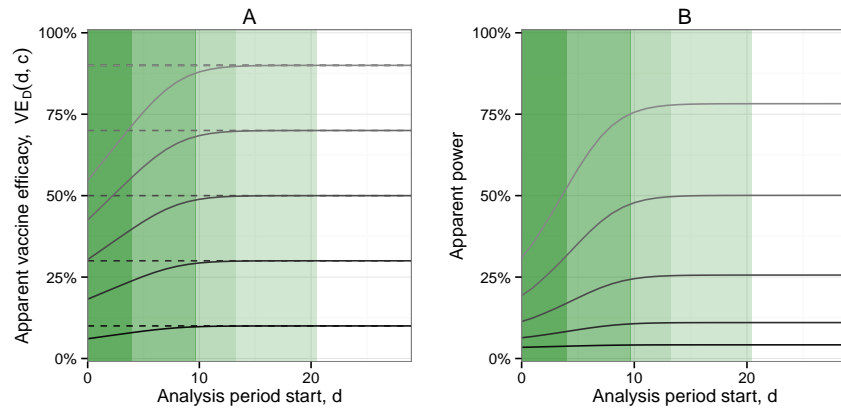 A
B
Apparent vaccine efficacy, VE_D(d, c)
100%
75%
50%
25%
0%
0
10
20
Analysis period start, d
Apparent power
100%
75%
50%
25%
0%
0
10
20
Analysis period start, d